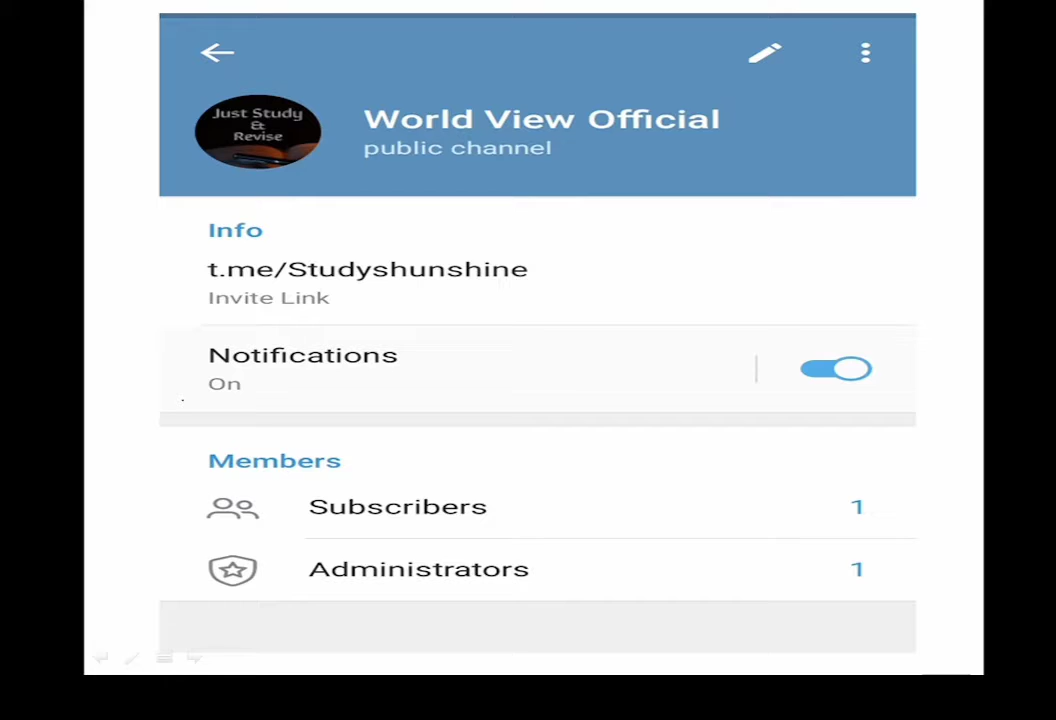 Just Study
&
Revise
World View Official
public channel
Info
t.me/Studyshunshine
Invite Link
Notifications
On
Members
Subscribers 1
Administrators 1